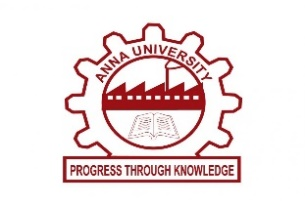 ANNA UNIVERSITY
PROGRESS THROUGH KNOWLEDGE